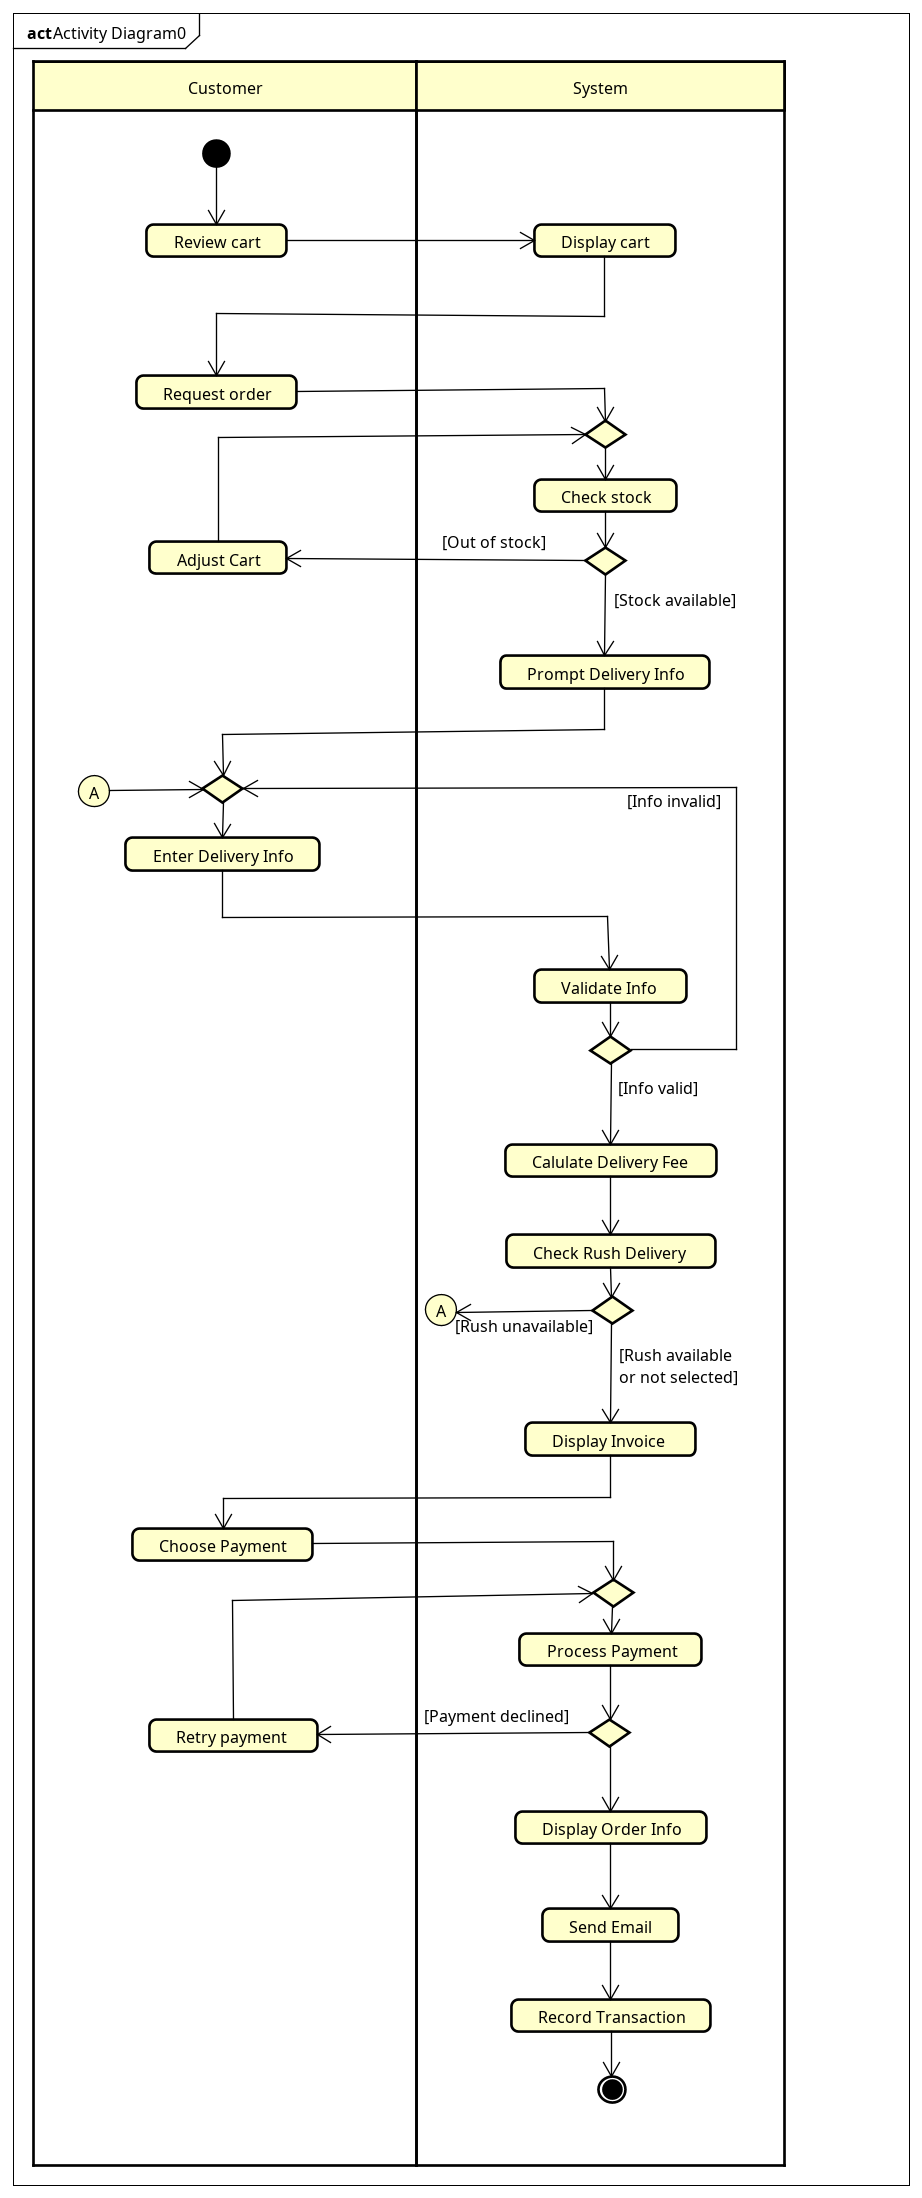 act Activity Diagram0
Customer
System
Review cart
Display cart
Request order
Check stock
[Out of stock]
Adjust Cart
[Stock available]
Prompt Delivery Info
A
[Info invalid]
Enter Delivery Info
Validate Info
[Info valid]
Calulate Delivery Fee
Check Rush Delivery
A
[Rush unavailable]
[Rush available
or not selected]
Display Invoice
Choose Payment
Process Payment
[Payment declined]
Retry payment
Display Order Info
Send Email
Record Transaction